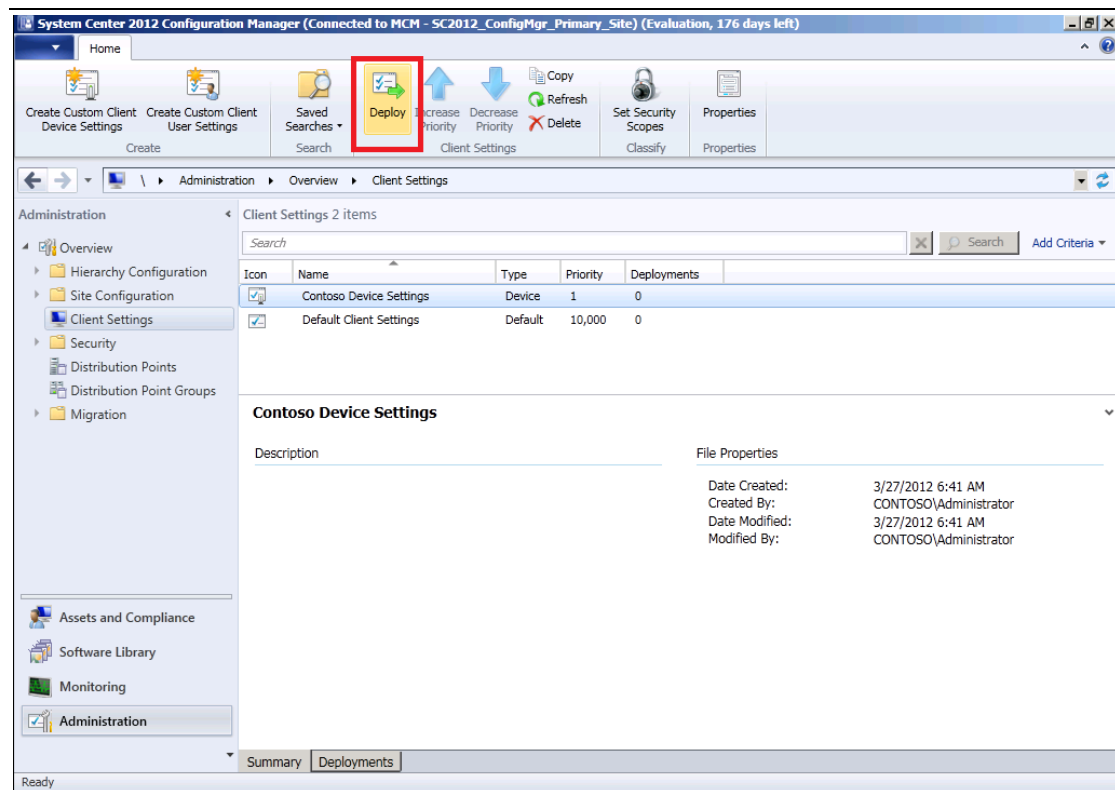 System Center 2012 Configuration Manager (Connected to MCM - SC2012_ConfigMgr_Primary_Site) (Evaluation, 176 days left)
Home
Create Custom Client Device Settings
Create Custom Client User Settings
Create
Saved Searches
Search
Deploy
Increase Priority
Decrease Priority
Copy
Refresh
Delete
Client Settings
Set Security Scopes
Classify
Properties
Properties
\ Administration Overview Client Settings
Administration
Overview
Hierarchy Configuration
Site Configuration
Client Settings
Security
Distribution Points
Distribution Point Groups
Migration
Assets and Compliance
Software Library
Monitoring
Administration
Client Settings 2 items
Search Search Add Criteria
Icon Name Type Priority Deployments
Contoso Device Settings Device 1 0
Default Client Settings Default 10,000 0
Contoso Device Settings
Description
File Properties
Date Created: 3/27/2012 6:41 AM
Created By: CONTOSO\Administrator
Date Modified: 3/27/2012 6:41 AM
Modified By: CONTOSO\Administrator
Summary Deployments
Ready